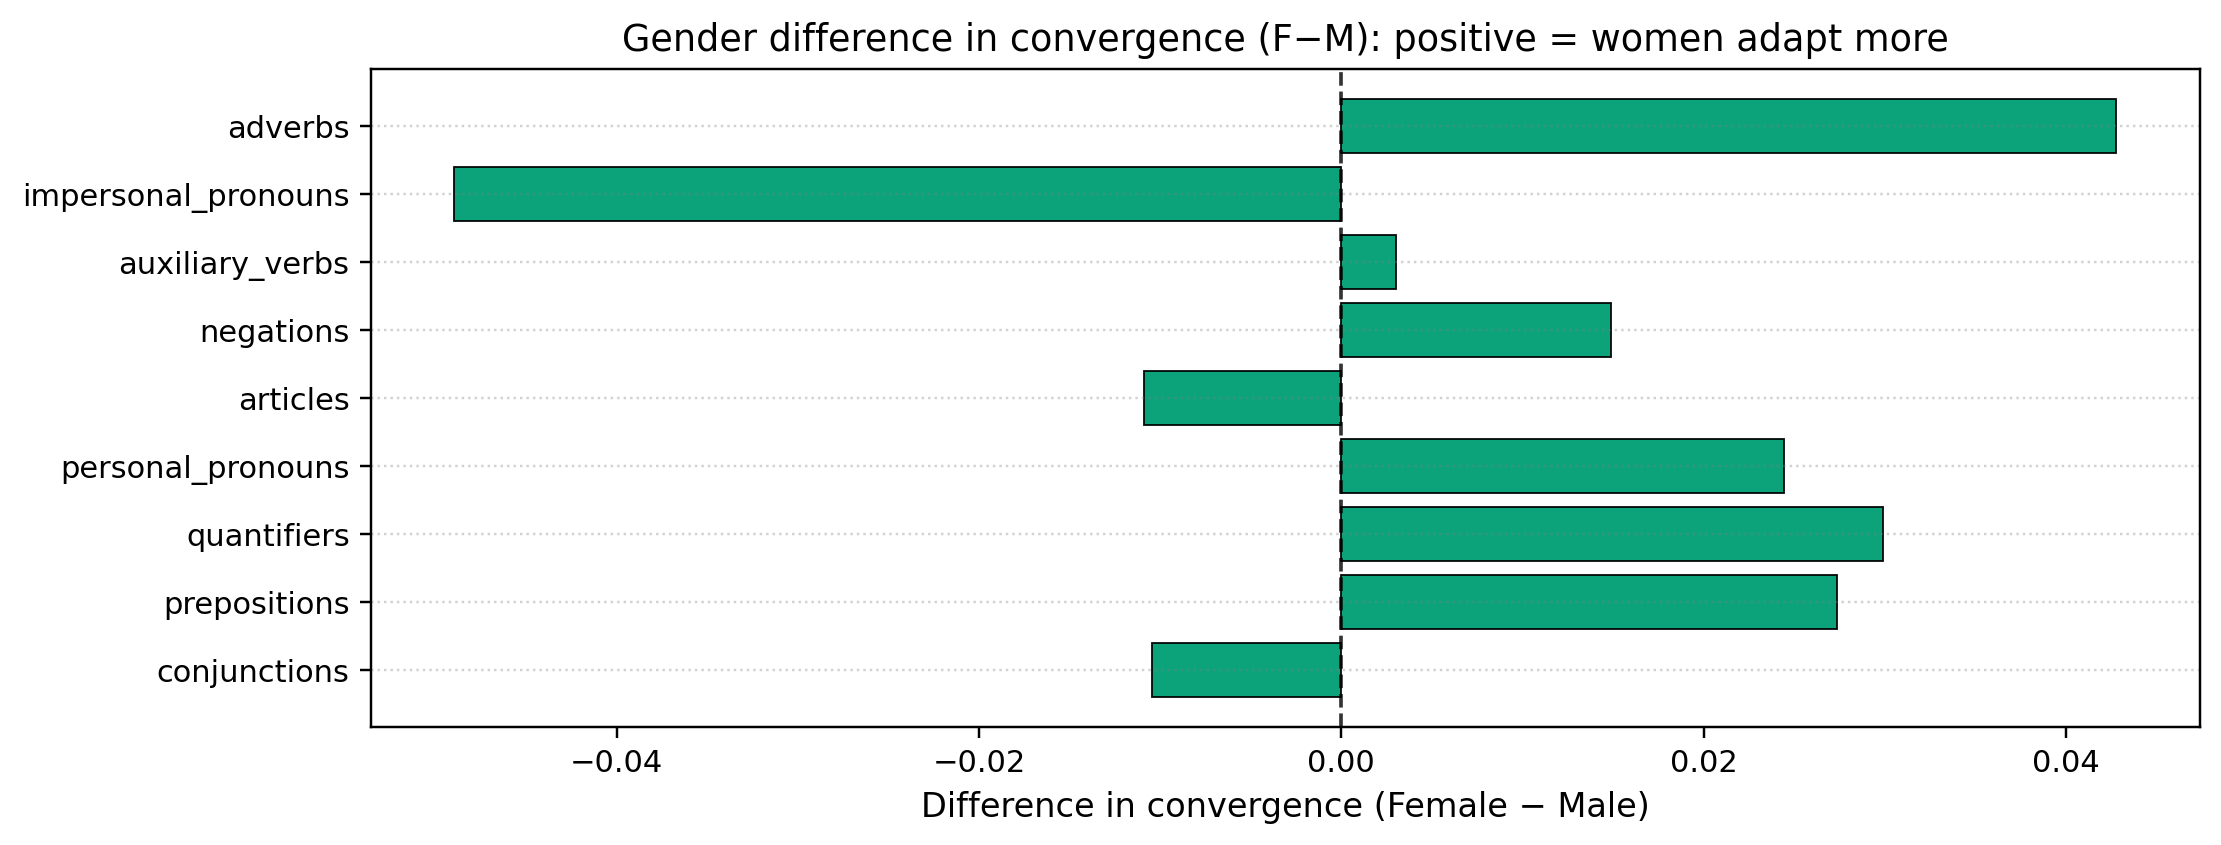 Gender difference in convergence (F−M): positive = women adapt more
adverbs
impersonal_pronouns
auxiliary_verbs
negations
articles
personal_pronouns
quantifiers
prepositions
conjunctions
−0.04 −0.02 0.00 0.02 0.04
Difference in convergence (Female − Male)